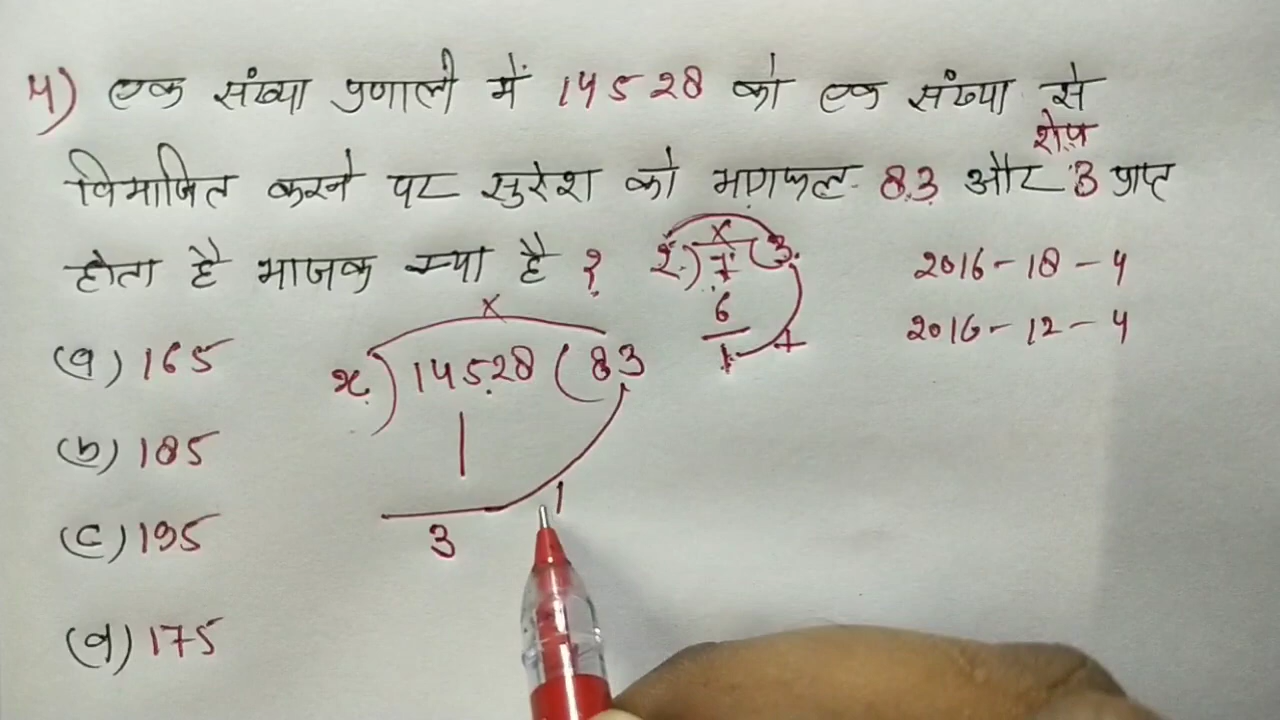 4) एक संख्या प्रणाली में 14528 को एक संख्या से
शेष
विभाजित करने पर सुरेश को भागफल 83 और 3 प्राप्त
होता है भाजक क्या है ?
x
2) 7 (3
6
1
+
2016-18-4
2016-12-4
x
x) 14528 (83
1
3
(a) 165
(b) 185
(c) 195
(d) 175